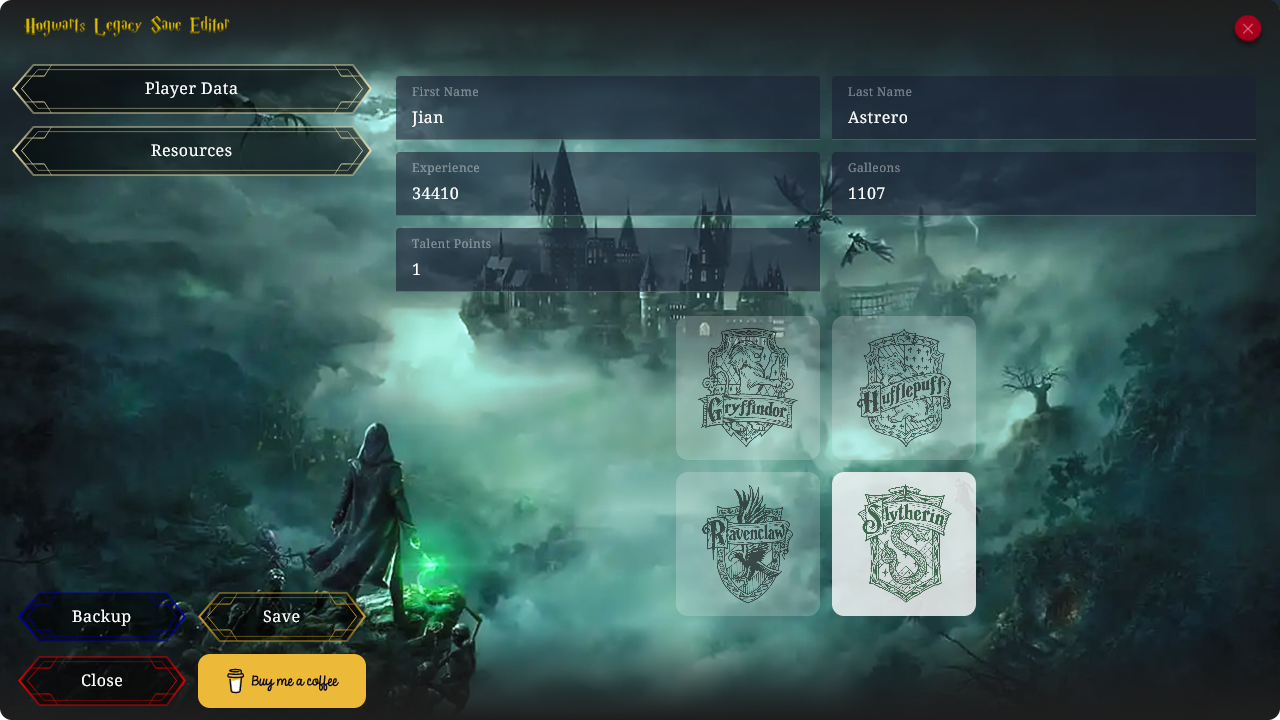 Hogwarts Legacy Save Editor
Player Data
Resources
First Name
Jian
Last Name
Astrero
Experience
34410
Galleons
1107
Talent Points
1
Gryffindor
Hufflepuff
Ravenclaw
Slytherin
Backup
Save
Close
Buy me a coffee